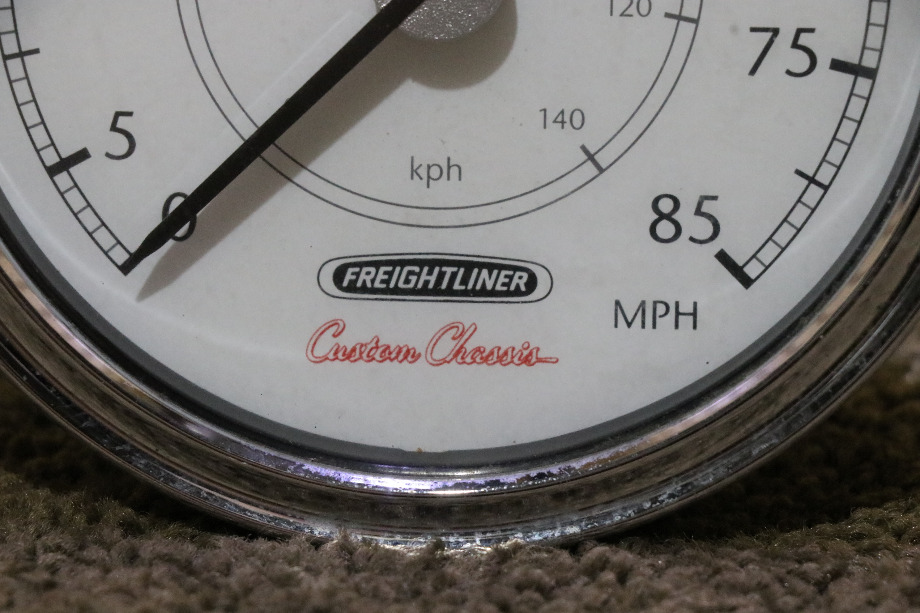 120
75
5
140
kph
0
85
FREIGHTLINER
MPH
Custom Chassis